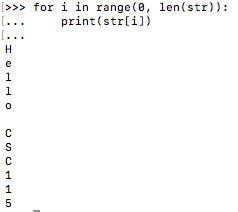 [>>> for i in range(0, len(str)):
[...     print(str[i])
[...
H
e
l
l
o

C
S
C
1
1
5